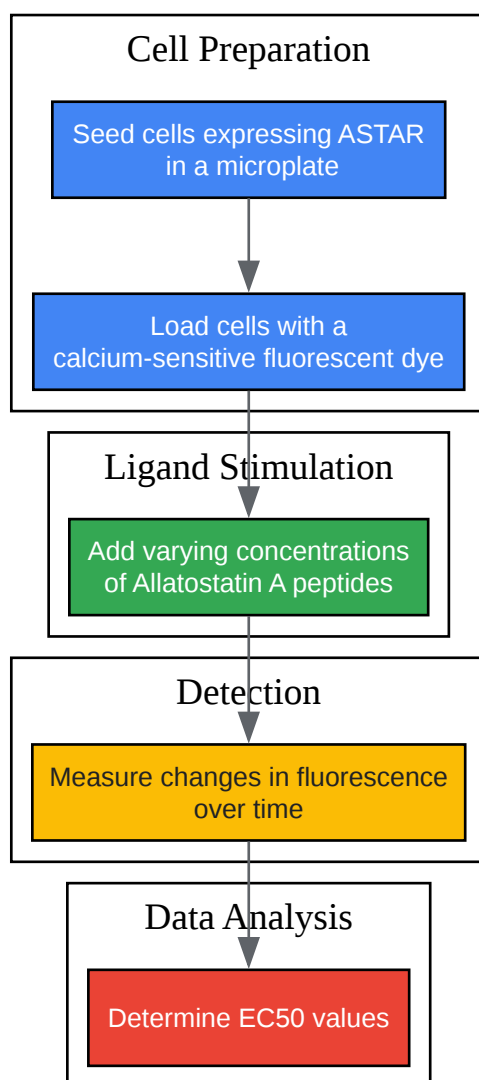 Cell Preparation
Seed cells expressing ASTAR
in a microplate
Load cells with a
calcium-sensitive fluorescent dye
Ligand Stimulation
Add varying concentrations
of Allatostatin A peptides
Detection
Measure changes in fluorescence
over time
Data Analysis
Determine EC50 values